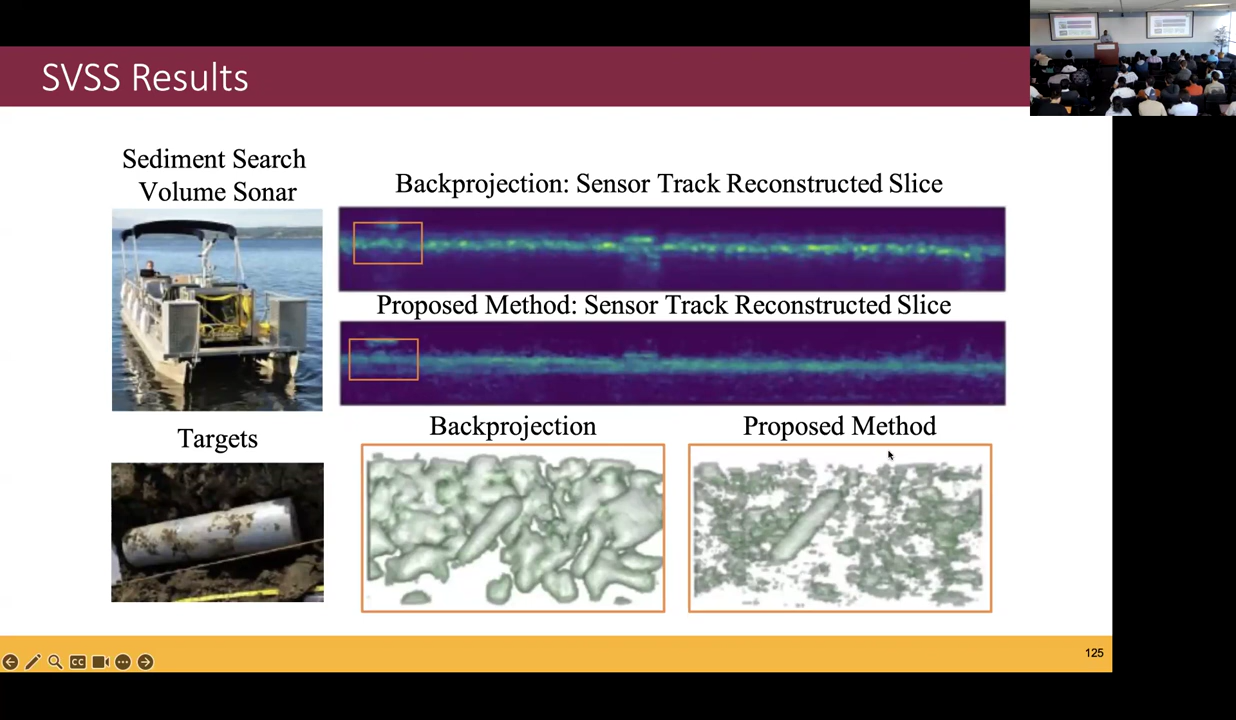 SVSS Results
Sediment Search
Volume Sonar
Backprojection: Sensor Track Reconstructed Slice
Proposed Method: Sensor Track Reconstructed Slice
Targets
Backprojection
Proposed Method
CC
125